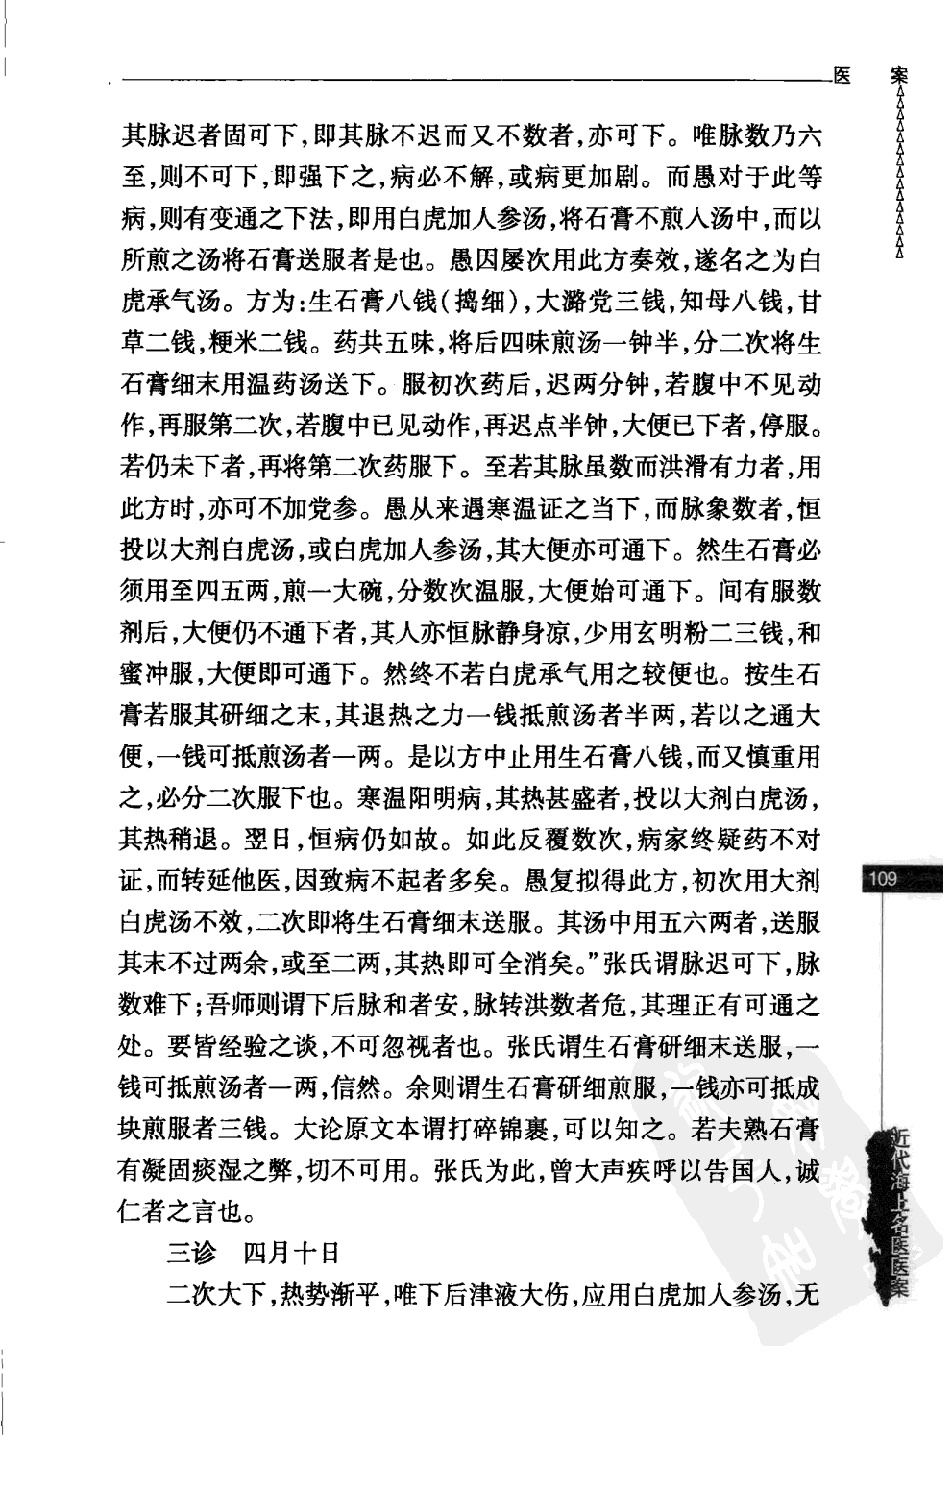 医 案
其脉迟者固可下,即其脉不迟而又不数者,亦可下。唯脉数乃六
至,则不可下,即强下之,病必不解,或病更加剧。而愚对于此等
病,则有变通之下法,即用白虎加人参汤,将石膏不煎入汤中,而以
所煎之汤将石膏送服者是也。愚因屡次用此方奏效,遂名之为白
虎承气汤。方为:生石膏八钱(捣细),大潞党三钱,知母八钱,甘
草二钱,粳米二钱。药共五味,将后四味煎汤一钟半,分二次将生
石膏细末用温药汤送下。服初次药后,迟两分钟,若腹中不见动
作,再服第二次,若腹中已见动作,再迟点半钟,大便已下者,停服。
若仍未下者,再将第二次药服下。至若其脉虽数而洪滑有力者,用
此方时,亦可不加党参。愚从来遇寒温证之当下,而脉象数者,恒
投以大剂白虎汤,或白虎加人参汤,其大便亦可通下。然生石膏必
须用至四五两,煎一大碗,分数次温服,大便始可通下。间有服数
剂后,大便仍不通下者,其人亦恒脉静身凉,少用玄明粉二三钱,和
蜜冲服,大便即可通下。然终不若白虎承气用之较便也。按生石
膏若服其研细之末,其退热之力一钱抵煎汤者半两,若以之通大
便,一钱可抵煎汤者一两。是以方中止用生石膏八钱,而又慎重用
之,必分二次服下也。寒温阳明病,其热甚盛者,投以大剂白虎汤,
其热稍退。翌日,恒病仍如故。如此反覆数次,病家终疑药不对
证,而转延他医,因致病不起者多矣。愚复拟得此方,初次用大剂
白虎汤不效,二次即将生石膏细末送服。其汤中用五六两者,送服
其末不过两余,或至二两,其热即可全消矣。”张氏谓脉迟可下,脉
数难下;吾师则谓下后脉和者安,脉转洪数者危,其理正有可通之
处。要皆经验之谈,不可忽视者也。张氏谓生石膏研细末送服,一
钱可抵煎汤者一两,信然。余则谓生石膏研细煎服,一钱亦可抵成
块煎服者三钱。大论原文本谓打碎锦裹,可以知之。若夫熟石膏
有凝固痰湿之弊,切不可用。张氏为此,曾大声疾呼以告国人,诚
仁者之言也。
三诊 四月十日
二次大下,热势渐平,唯下后津液大伤,应用白虎加人参汤,无
109
近代海上名医医案